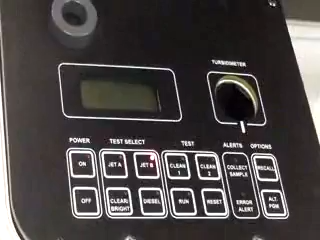 TURBIDIMETER
POWER TEST SELECT TEST ALERTS OPTIONS
ON JET A JET B CLEAN 1 CLEAN 2 COLLECT SAMPLE RECALL
OFF CLEAR/BRIGHT DIESEL RUN RESET ERROR ALERT ALT. PGM